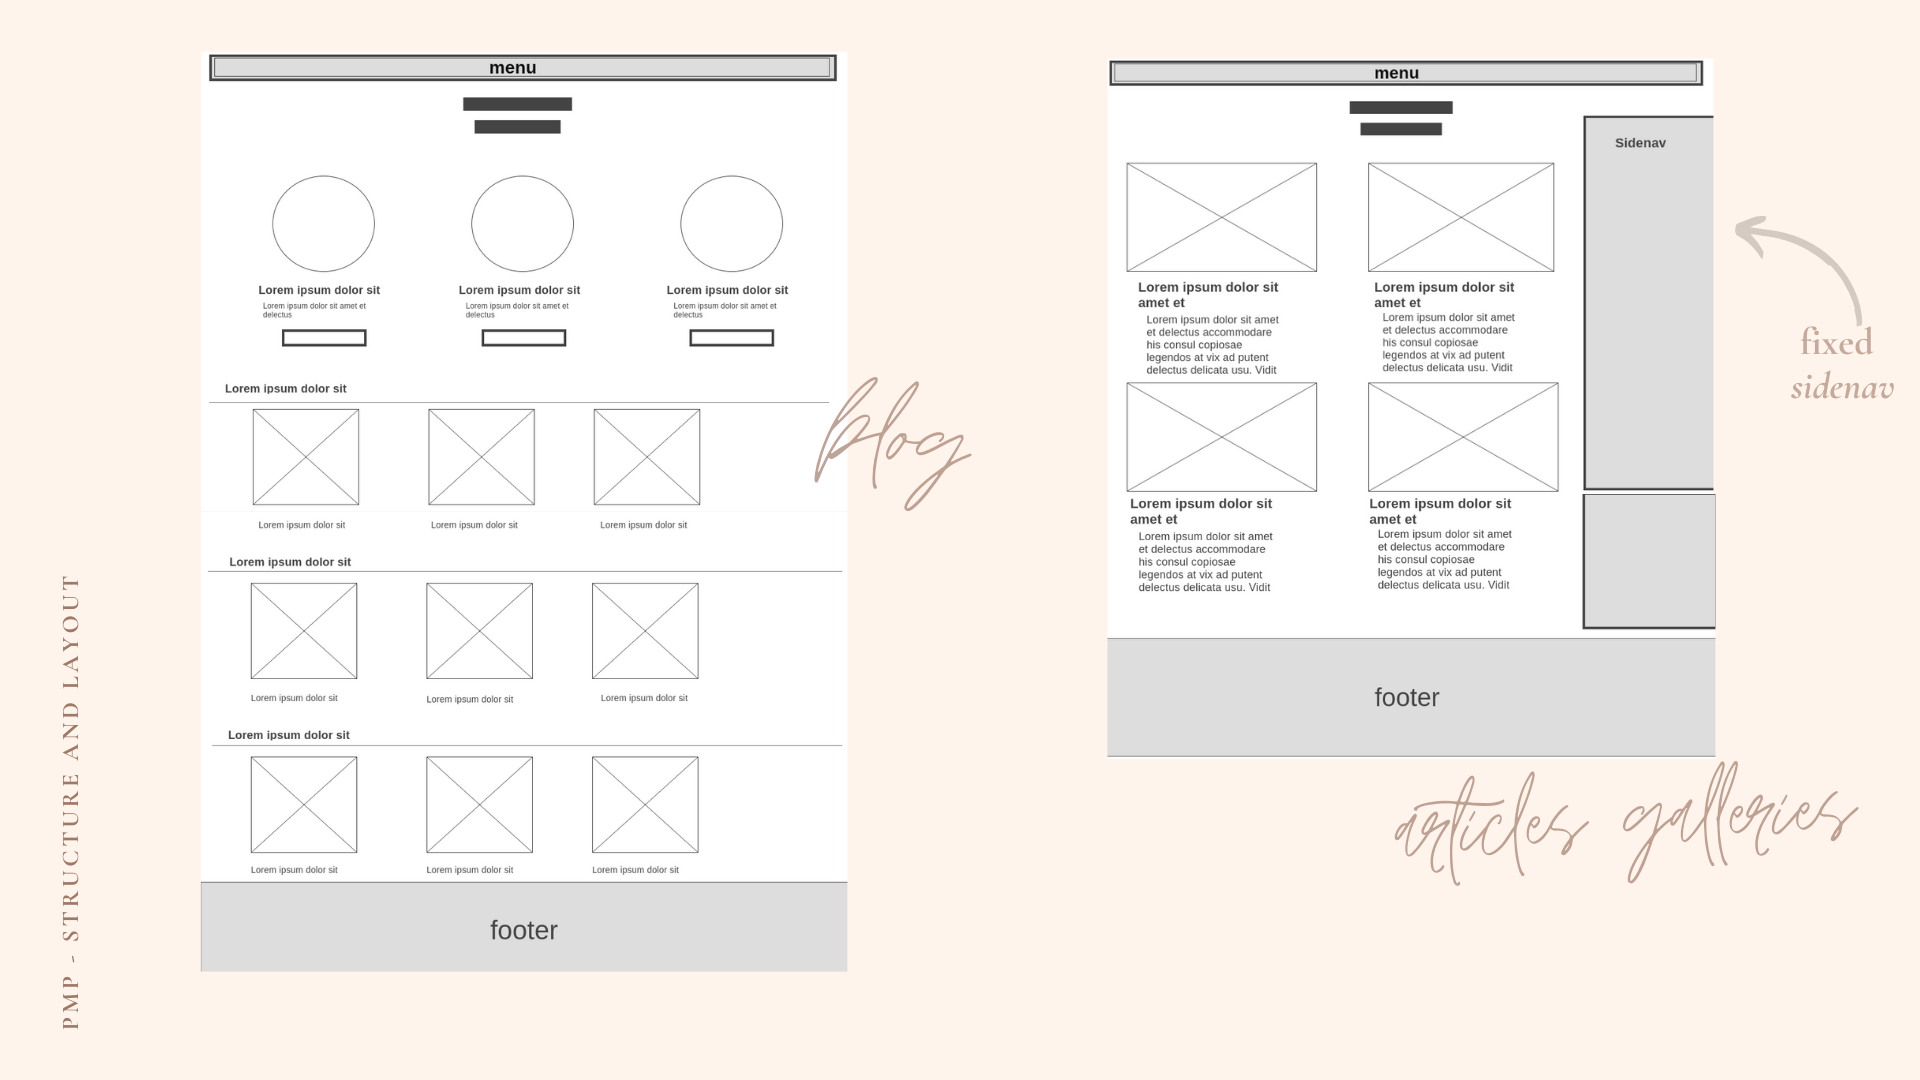 menu
Lorem ipsum dolor sit
Lorem ipsum dolor sit amet et
delectus
Lorem ipsum dolor sit
Lorem ipsum dolor sit amet et
delectus
Lorem ipsum dolor sit
Lorem ipsum dolor sit amet et
delectus
Lorem ipsum dolor sit
Lorem ipsum dolor sit
Lorem ipsum dolor sit
Lorem ipsum dolor sit
Lorem ipsum dolor sit
Lorem ipsum dolor sit
Lorem ipsum dolor sit
Lorem ipsum dolor sit
Lorem ipsum dolor sit
Lorem ipsum dolor sit
Lorem ipsum dolor sit
Lorem ipsum dolor sit
footer
blog
menu
Sidenav
Lorem ipsum dolor sit
amet et
Lorem ipsum dolor sit amet
et delectus accommodare
his consul copiosae
legendos at vix ad putent
delectus delicata usu. Vidit
Lorem ipsum dolor sit
amet et
Lorem ipsum dolor sit amet
et delectus accommodare
his consul copiosae
legendos at vix ad putent
delectus delicata usu. Vidit
Lorem ipsum dolor sit
amet et
Lorem ipsum dolor sit amet
et delectus accommodare
his consul copiosae
legendos at vix ad putent
delectus delicata usu. Vidit
Lorem ipsum dolor sit
amet et
Lorem ipsum dolor sit amet
et delectus accommodare
his consul copiosae
legendos at vix ad putent
delectus delicata usu. Vidit
footer
fixed
sidenav
articles galleries
PMP - STRUCTURE AND LAYOUT